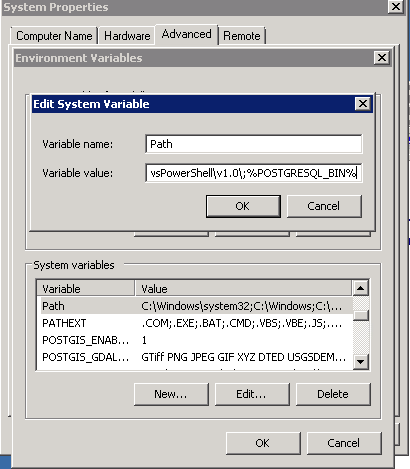 System Properties
Computer Name Hardware Advanced Remote
Environment Variables
Edit System Variable
Variable name: Path
Variable value: vsPowerShell\v1.0\;%POSTGRESQL_BIN%
OK Cancel
System variables
Variable Value
Path C:\Windows\system32;C:\Windows;C:\...
PATHEXT .COM;.EXE;.BAT;.CMD;.VBS;.VBE;.JS;....
POSTGIS_ENAB... 1
POSTGIS_GDAL... GTiff PNG JPEG GIF XYZ DTED USGSDEM...
New... Edit... Delete
OK Cancel